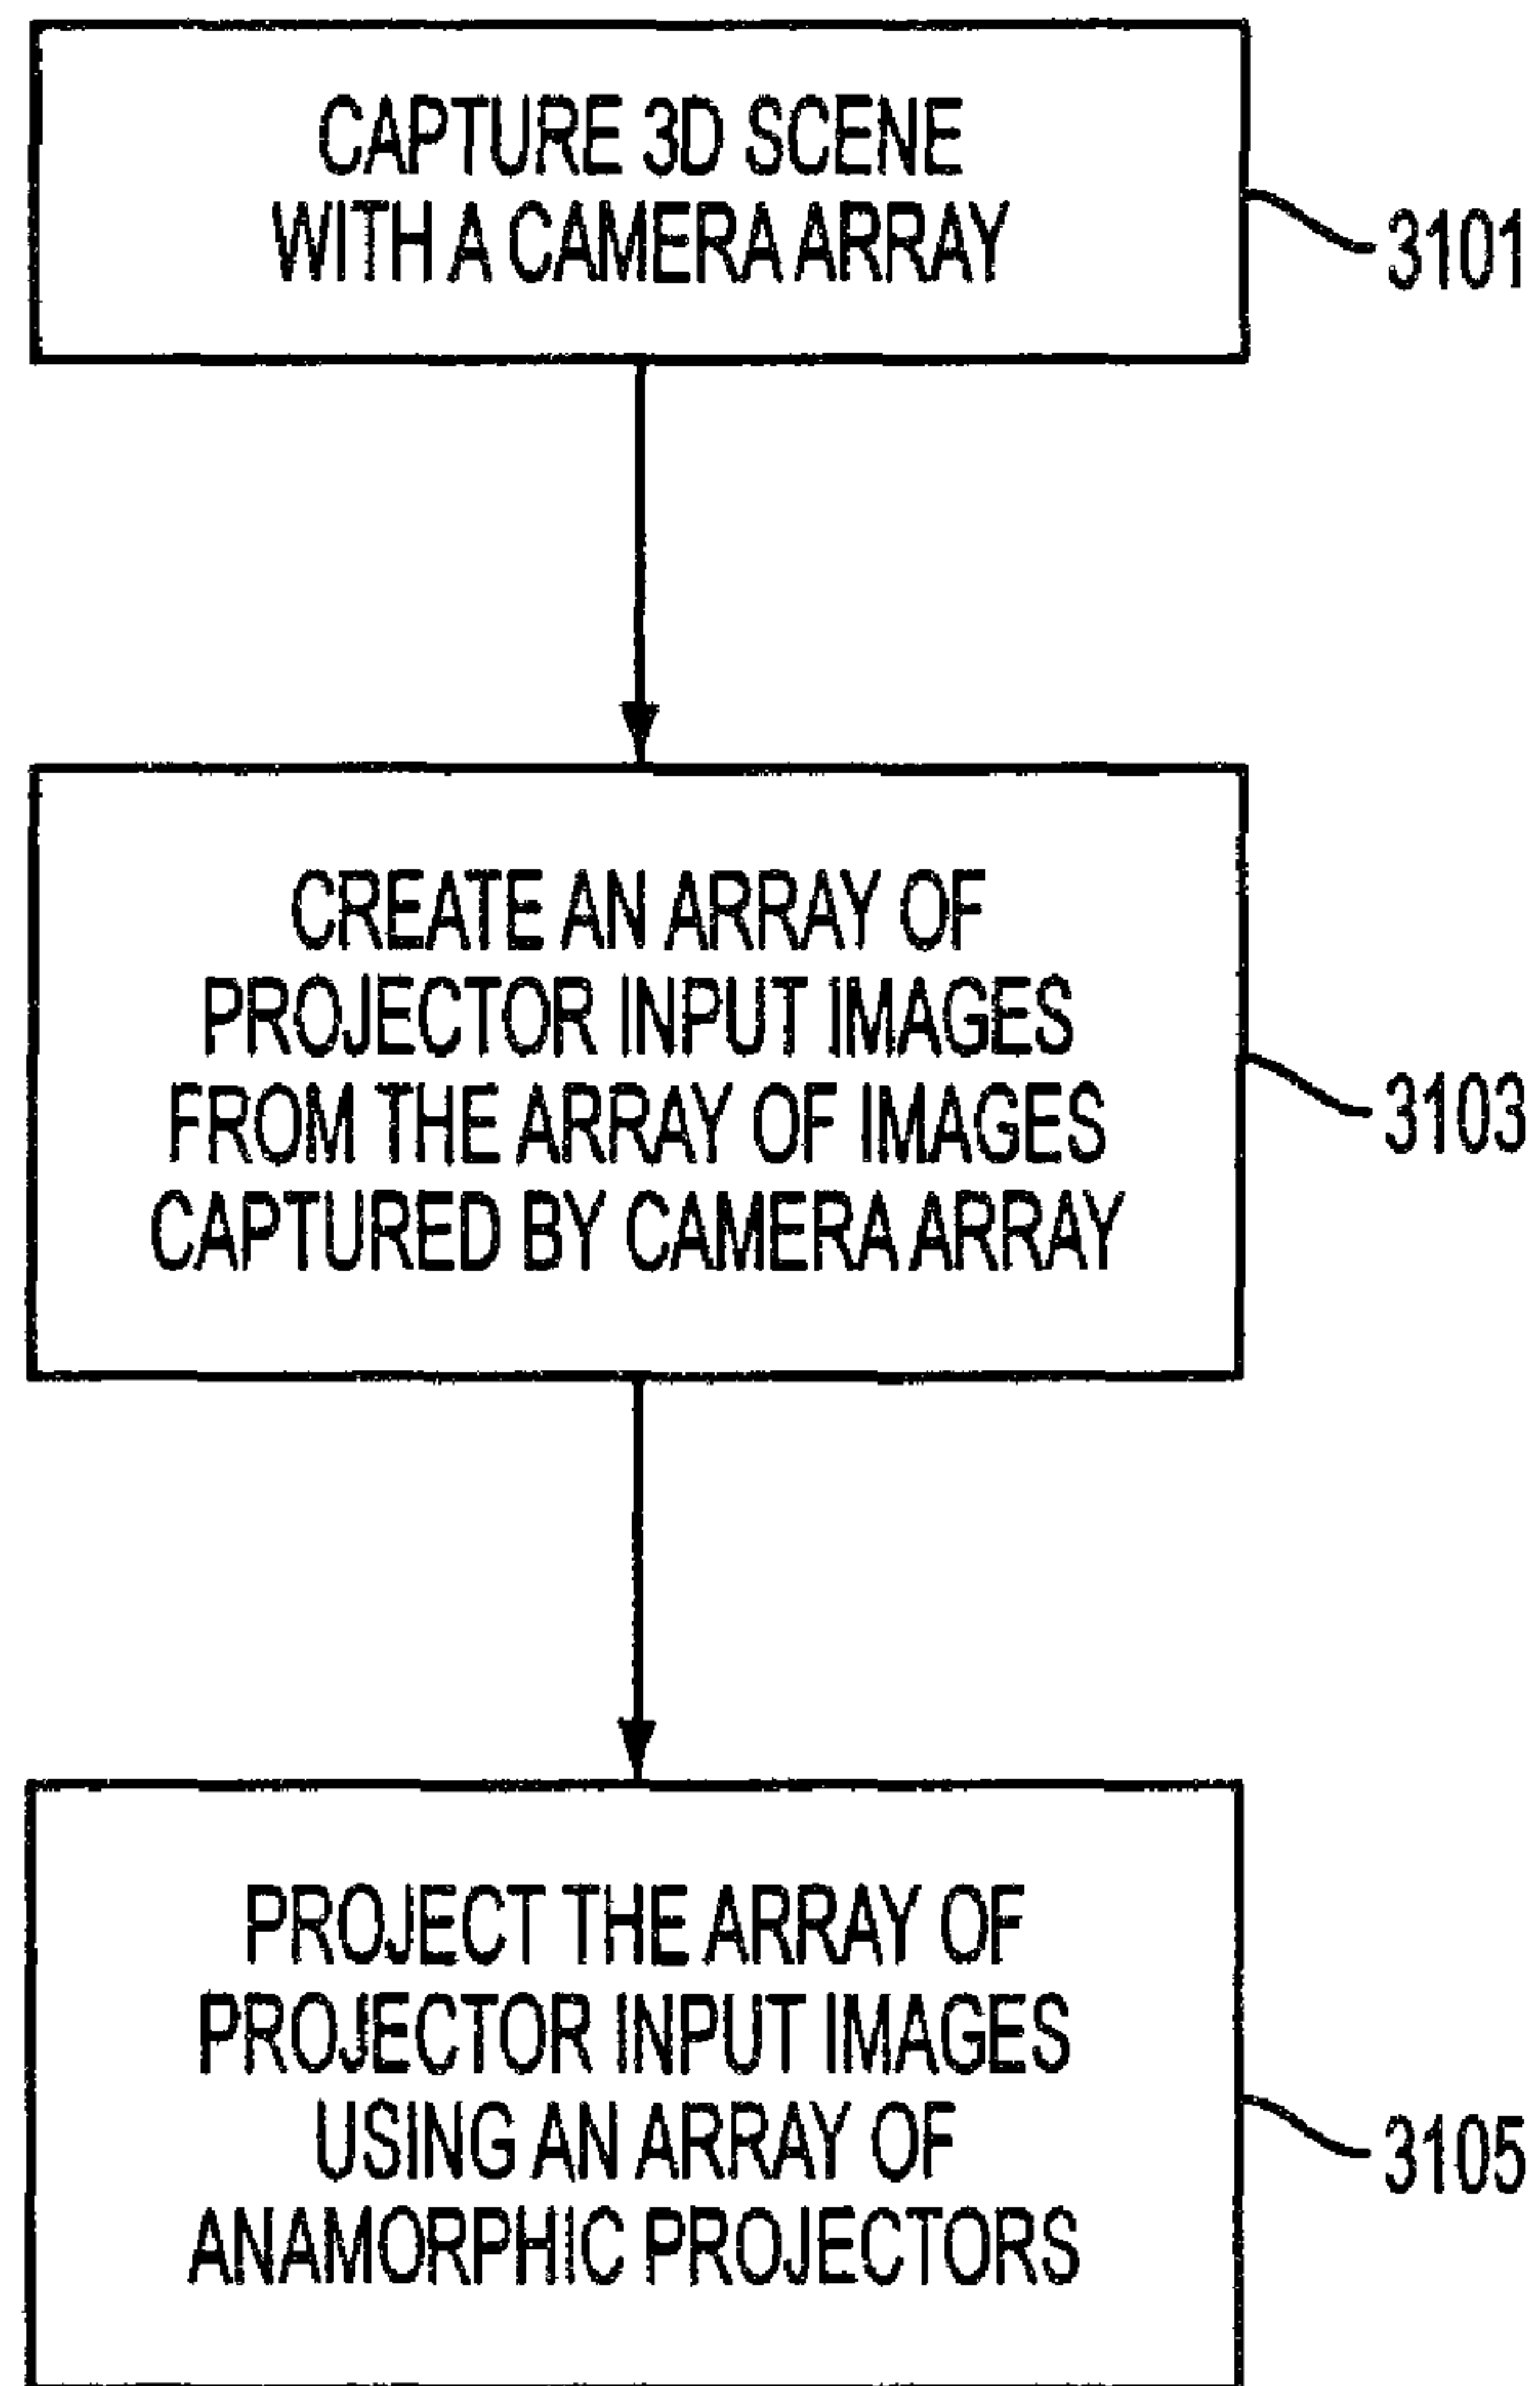 CAPTURE 3D SCENE
WITH A CAMERA ARRAY
3101
CREATE AN ARRAY OF
PROJECTOR INPUT IMAGES
FROM THE ARRAY OF IMAGES
CAPTURED BY CAMERA ARRAY
3103
PROJECT THE ARRAY OF
PROJECTOR INPUT IMAGES
USING AN ARRAY OF
ANAMORPHIC PROJECTORS
3105